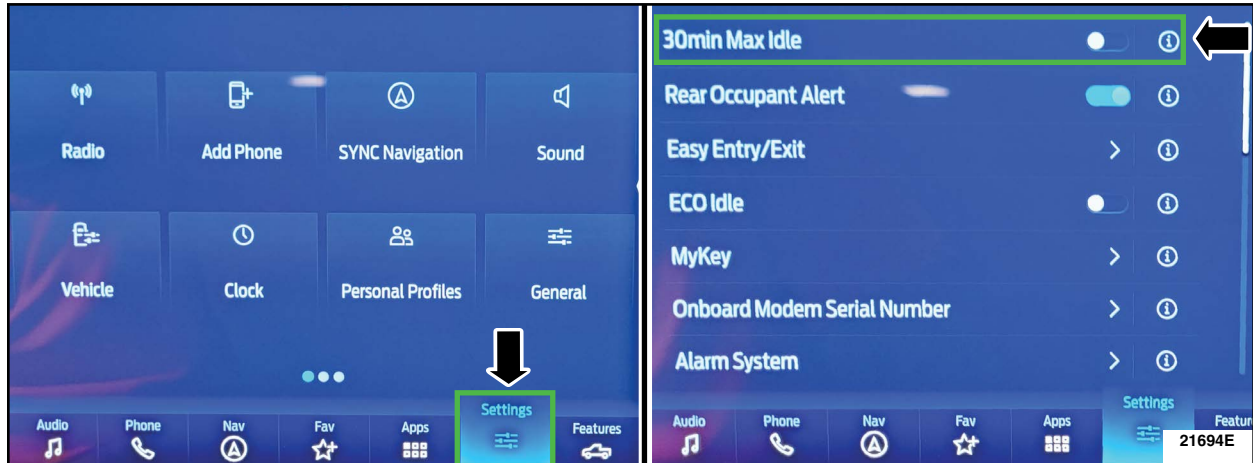 Radio
Add Phone
SYNC Navigation
Sound
Vehicle
Clock
Personal Profiles
General
Audio
Phone
Nav
Fav
Apps
Settings
Features
30min Max Idle
Rear Occupant Alert
Easy Entry/Exit
ECO Idle
MyKey
Onboard Modem Serial Number
Alarm System
Audio
Phone
Nav
Fav
Apps
Settings
Featur
21694E